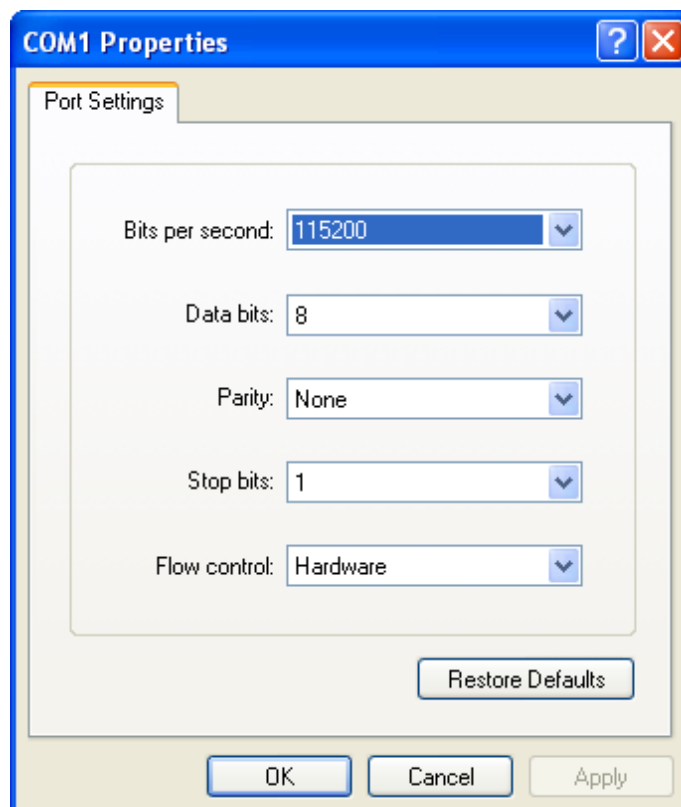 COM1 Properties
Port Settings
Bits per second: 115200
Data bits: 8
Parity: None
Stop bits: 1
Flow control: Hardware
Restore Defaults
OK Cancel Apply